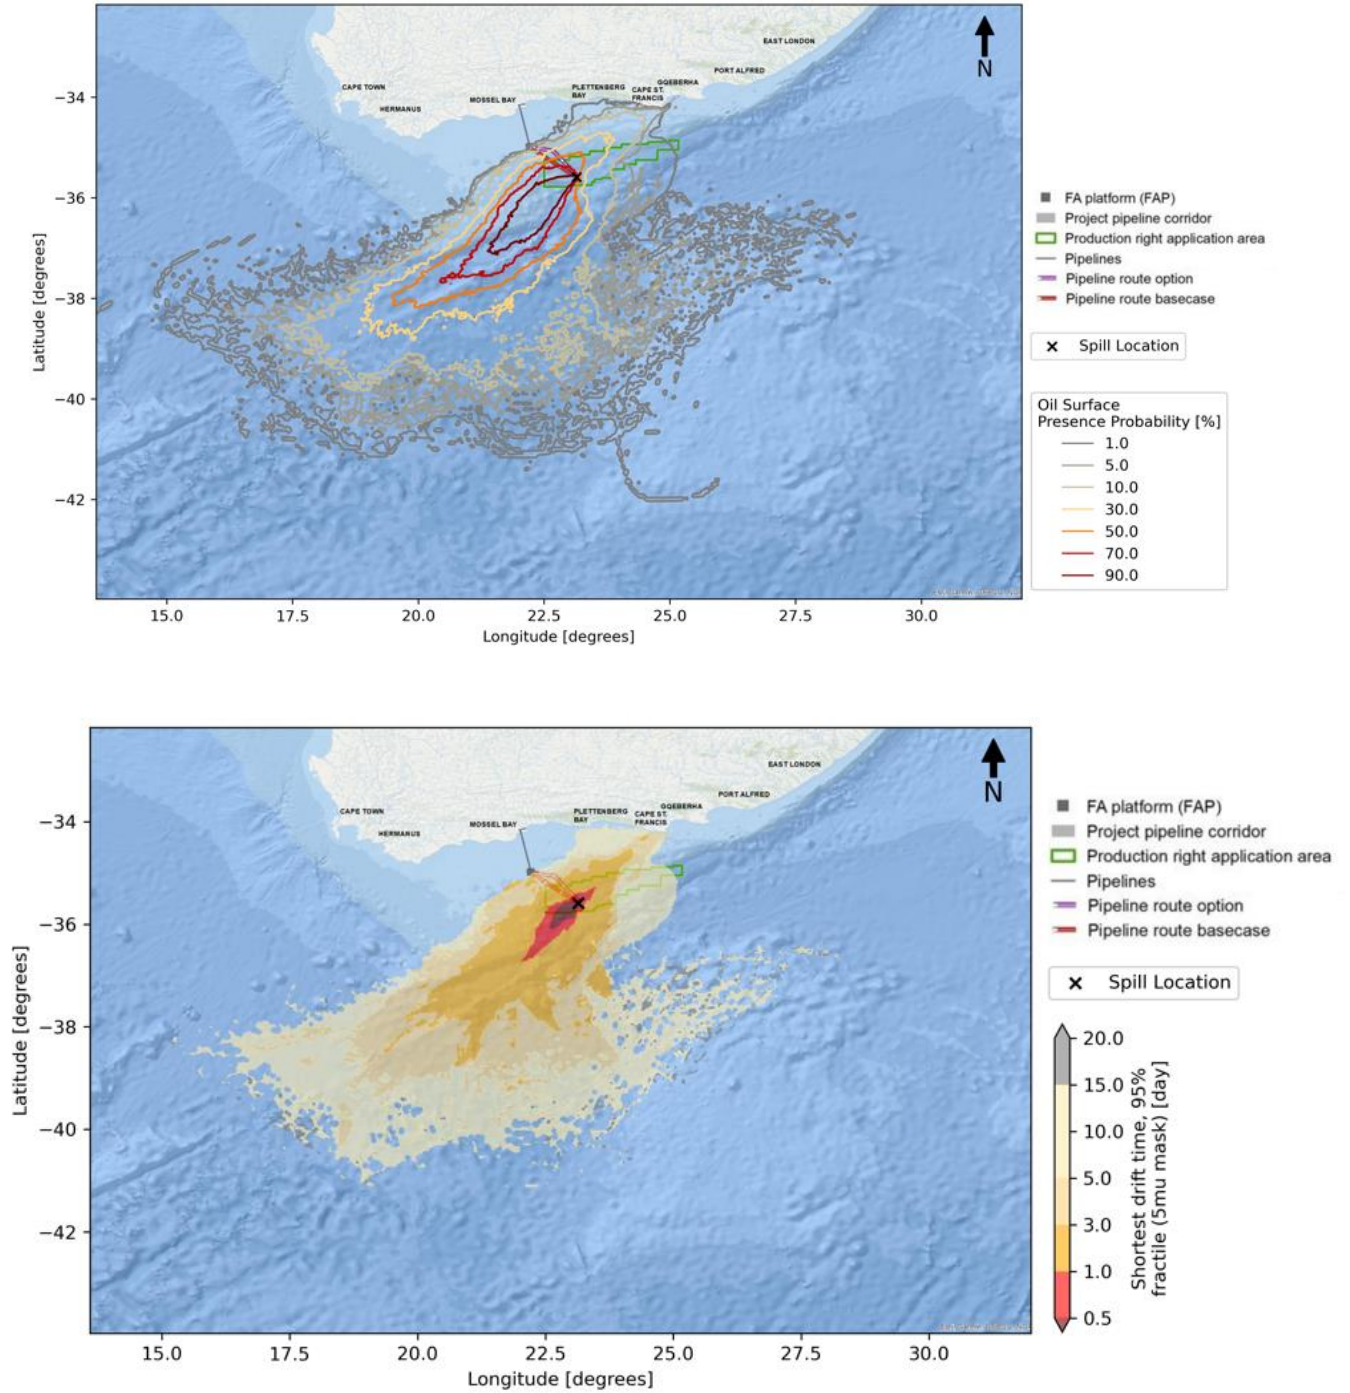 EAST LONDON
PORT ALFRED
GQEBERHA
CAPE TOWN
PLETTENBERG
BAY
CAPE ST.
FRANCIS
MOSSEL BAY
HERMANUS
N
−34
−36
−38
−40
−42
Latitude [degrees]
15.0 17.5 20.0 22.5 25.0 27.5 30.0
Longitude [degrees]
FA platform (FAP)
Project pipeline corridor
Production right application area
Pipelines
Pipeline route option
Pipeline route basecase
Spill Location
Oil Surface
Presence Probability [%]
1.0
5.0
10.0
30.0
50.0
70.0
90.0
EAST LONDON
PORT ALFRED
GQEBERHA
CAPE TOWN
PLETTENBERG
BAY
CAPE ST.
FRANCIS
MOSSEL BAY
HERMANUS
N
−34
−36
−38
−40
−42
Latitude [degrees]
15.0 17.5 20.0 22.5 25.0 27.5 30.0
Longitude [degrees]
FA platform (FAP)
Project pipeline corridor
Production right application area
Pipelines
Pipeline route option
Pipeline route basecase
Spill Location
20.0
15.0
10.0
5.0
3.0
1.0
0.5
Shortest drift time, 95%
fractile (5mu mask) [day]